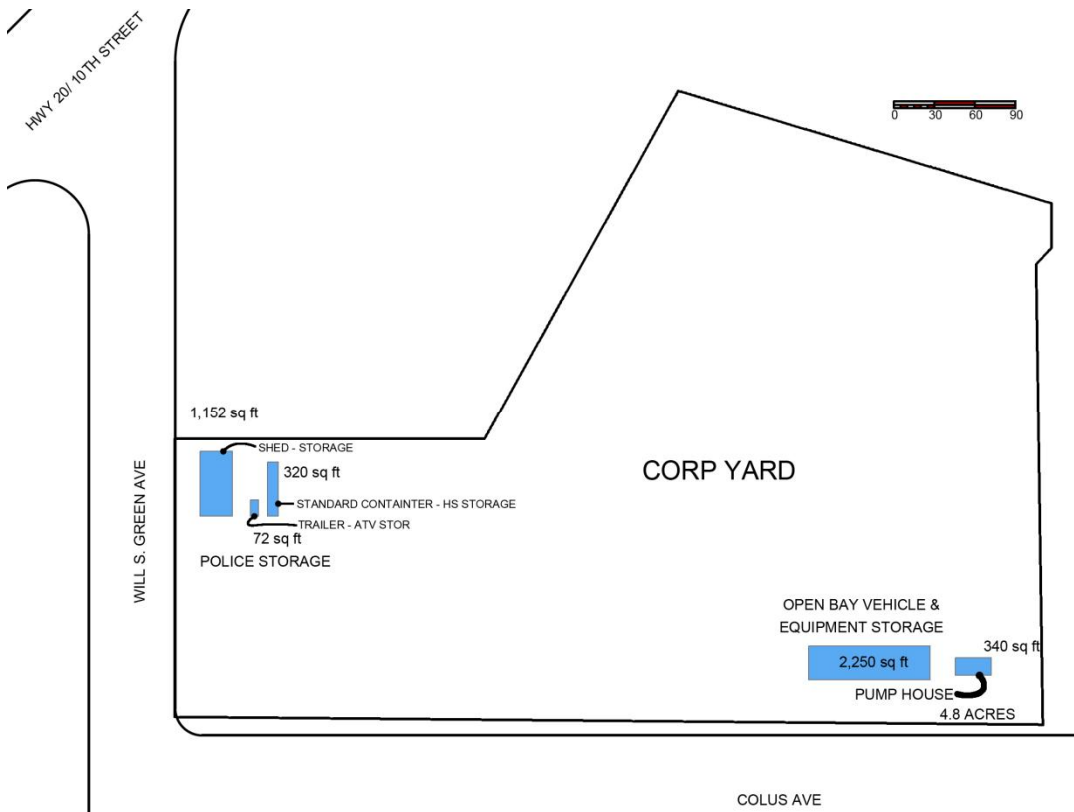 HWY 20/ 10TH STREET
0 30 60 90
1,152 sq ft
SHED - STORAGE
320 sq ft
STANDARD CONTAINTER - HS STORAGE
TRAILER - ATV STOR
72 sq ft
POLICE STORAGE
WILL S. GREEN AVE
CORP YARD
OPEN BAY VEHICLE &
EQUIPMENT STORAGE
340 sq ft
2,250 sq ft
PUMP HOUSE
4.8 ACRES
COLUS AVE